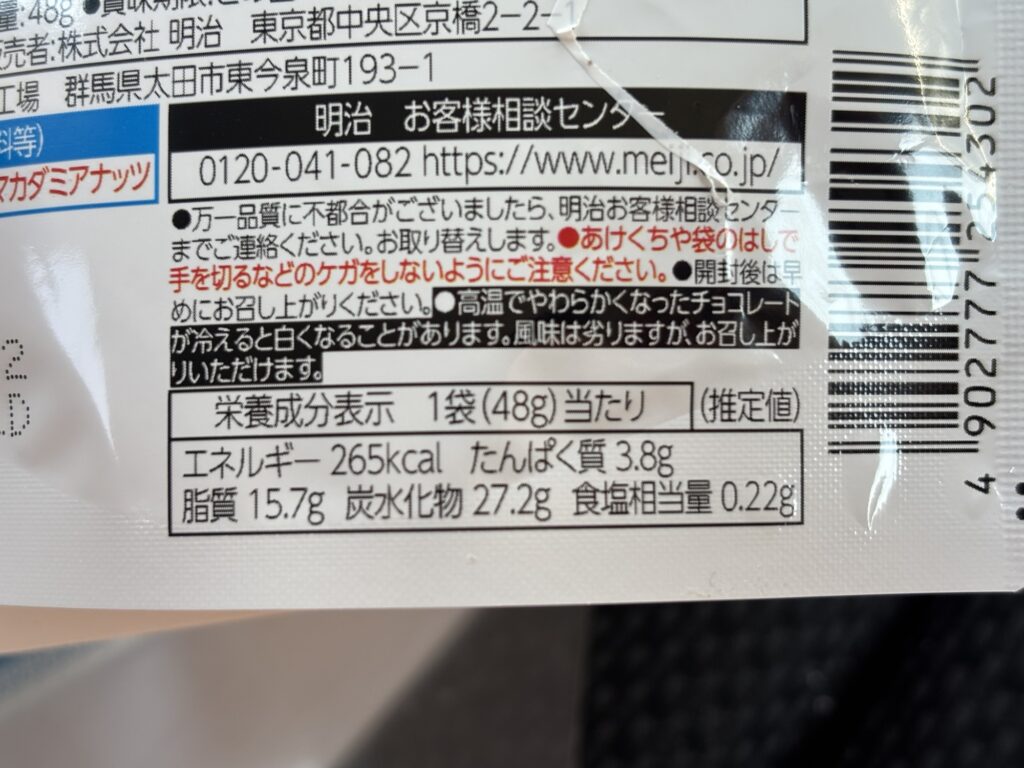 量:48g ●賞味期限:この
売者:株式会社 明治 東京都中央区京橋2-2-1
工場 群馬県太田市東今泉町193-1
料等)
マカダミアナッツ
明治 お客様相談センター
0120-041-082 https://www.meiji.co.jp/
●万一品質に不都合がございましたら、明治お客様相談センター
までご連絡ください。お取り替えします。●あけくちや袋のはしで
手を切るなどのケガをしないようにご注意ください。●開封後は早
めにお召し上がりください。●高温でやわらかくなったチョコレート
が冷えると白くなることがあります。風味は劣りますが、お召し上が
りいただけます。
栄養成分表示 1袋(48g)当たり (推定値)
エネルギー 265kcal たんぱく質 3.8g
脂質 15.7g 炭水化物 27.2g 食塩相当量 0.22g
2
LD
4 902777 254302